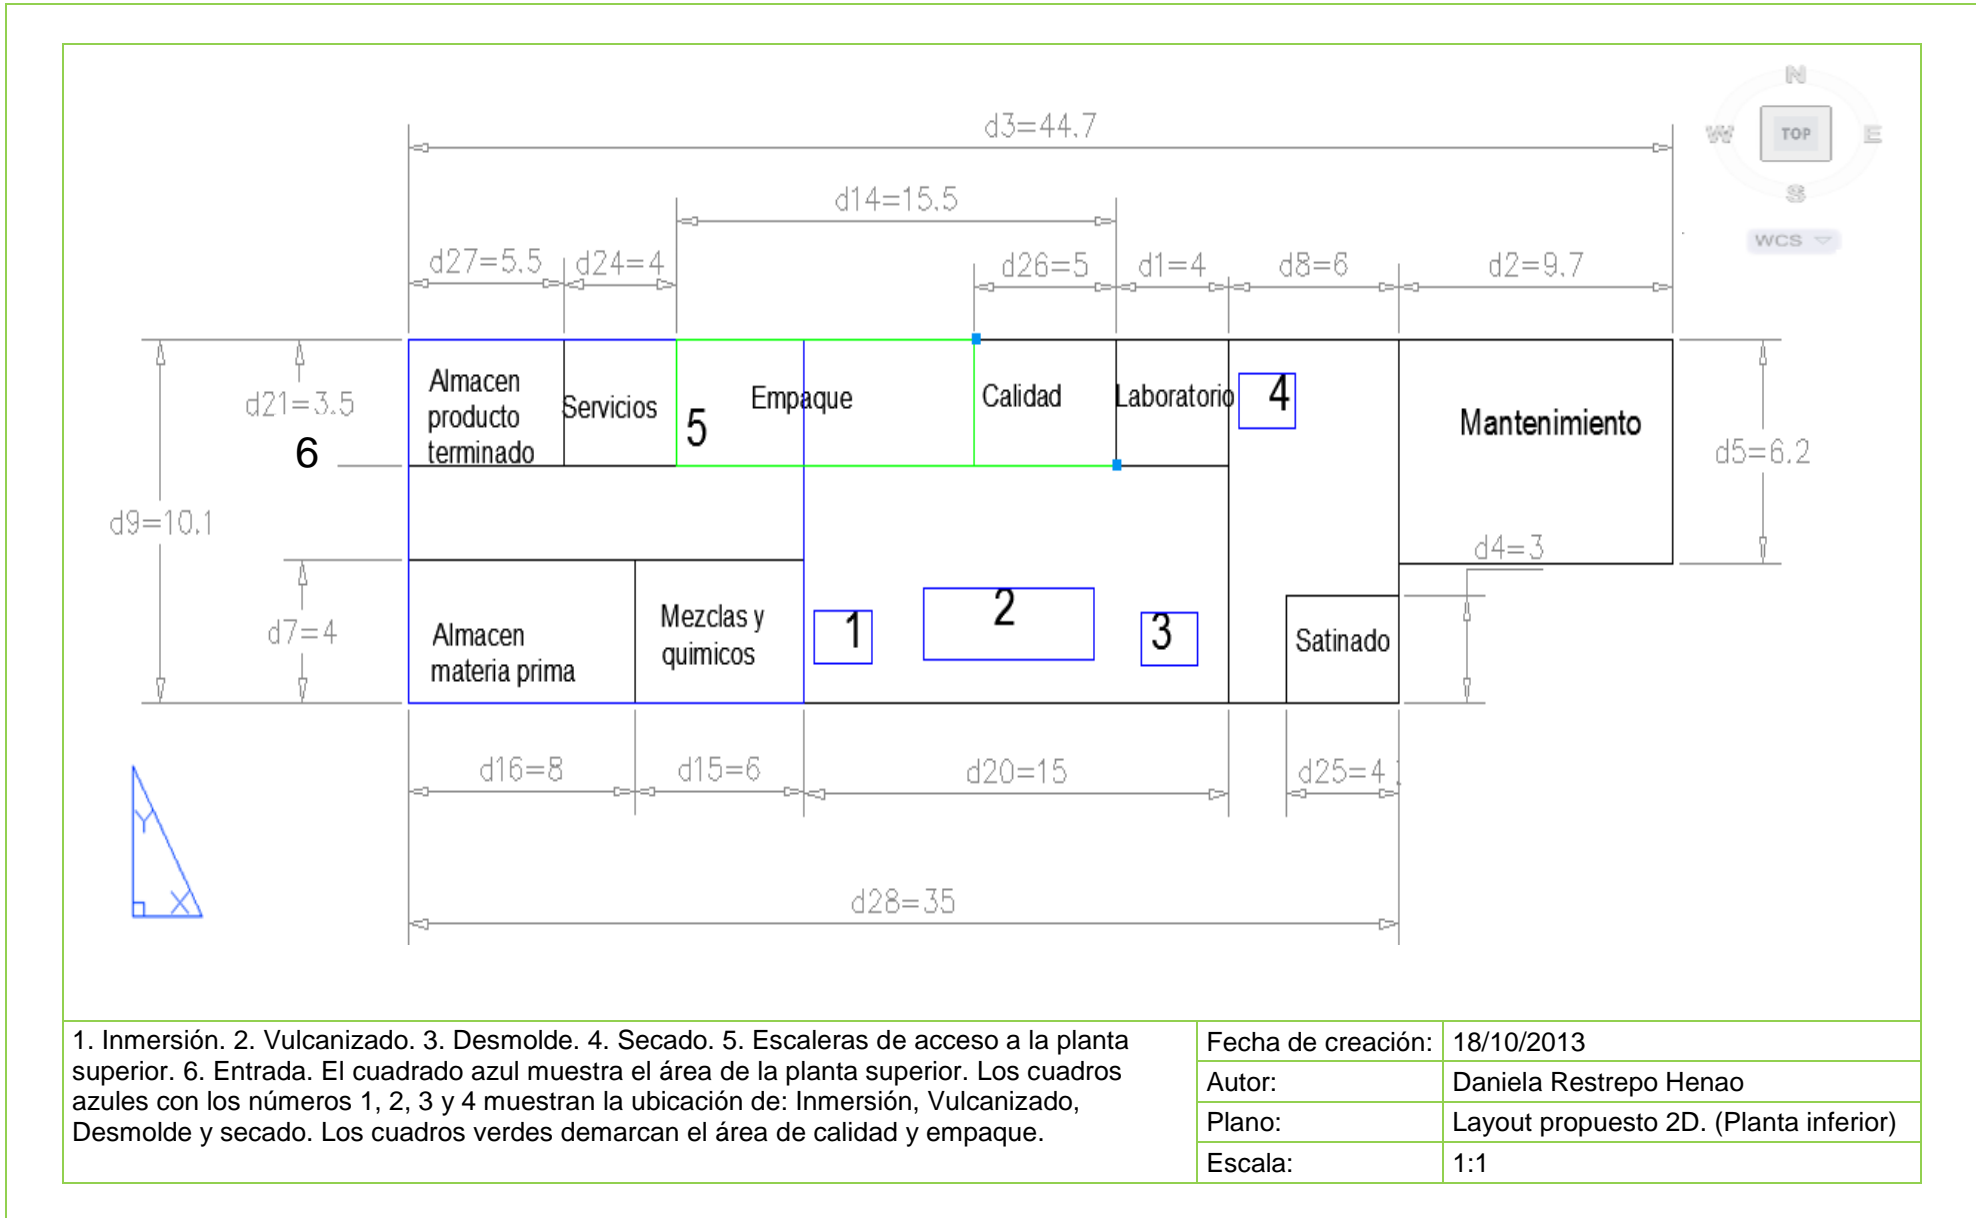 N
W
TOP
E
S
WCS
d3=44.7
d14=15.5
d27=5.5
d24=4
d26=5
d1=4
d8=6
d2=9.7
d21=3.5
6
d9=10.1
d7=4
Almacen
producto
terminado
Servicios
5
Empaque
Calidad
Laboratorio
4
Mantenimiento
d5=6.2
d4=3
Almacen
materia prima
Mezclas y
quimicos
1
2
3
Satinado
d16=8
d15=6
d20=15
d25=4.
d28=35
Y
X
1. Inmersión. 2. Vulcanizado. 3. Desmolde. 4. Secado. 5. Escaleras de acceso a la planta
superior. 6. Entrada. El cuadrado azul muestra el área de la planta superior. Los cuadros
azules con los números 1, 2, 3 y 4 muestran la ubicación de: Inmersión, Vulcanizado,
Desmolde y secado. Los cuadros verdes demarcan el área de calidad y empaque.
Fecha de creación: 18/10/2013
Autor: Daniela Restrepo Henao
Plano: Layout propuesto 2D. (Planta inferior)
Escala: 1:1